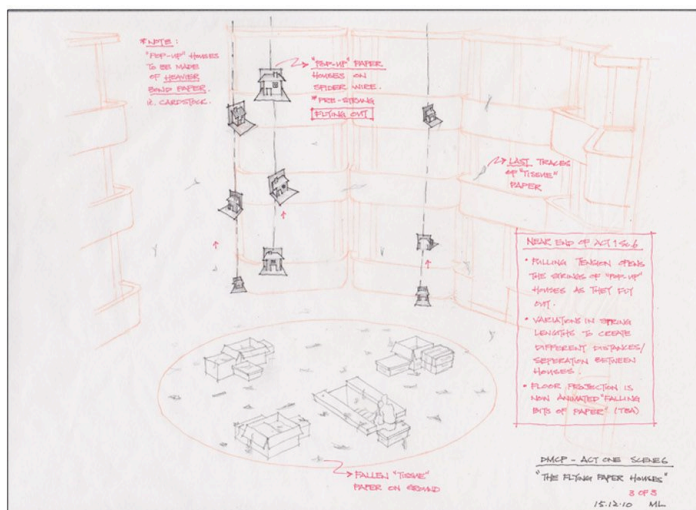 * NOTE :
"POP-UP" HOUSES
TO BE MADE
OF HEAVIER
BOND PAPER.
ie. CARDSTOCK.
"POP-UP" PAPER
HOUSES ON
SPIDER WIRE.
* PRE-STRUNG
FLYING OUT
LAST TRACES
OF "TISSUE"
PAPER
NEAR END OF ACT 1 SC.6
• PULLING TENSION OPENS
THE STRINGS OF "POP-UP"
HOUSES AS THEY FLY
OUT.
• VARIATIONS IN STRING
LENGTHS TO CREATE
DIFFERENT DISTANCES/
SEPERATION BETWEEN
HOUSES.
• FLOOR PROJECTION IS
NON ANIMATED "FALLING
BITS OF PAPER" (TBA)
FALLEN "TISSUE"
PAPER ON GROUND
DMCP - ACT ONE SCENE 6
"THE FLYING PAPER HOUSES"
3 OF 3
15.12.10 ML